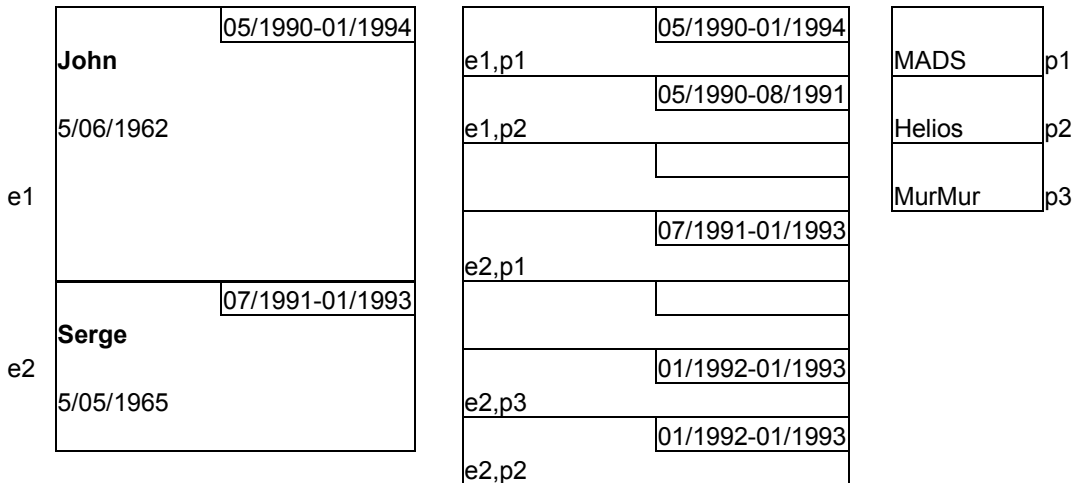 05/1990-01/1994
John
5/06/1962
e1
07/1991-01/1993
Serge
e2
5/05/1965
05/1990-01/1994
e1,p1
05/1990-08/1991
e1,p2
07/1991-01/1993
e2,p1
01/1992-01/1993
e2,p3
01/1992-01/1993
e2,p2
MADS p1
Helios p2
MurMur p3